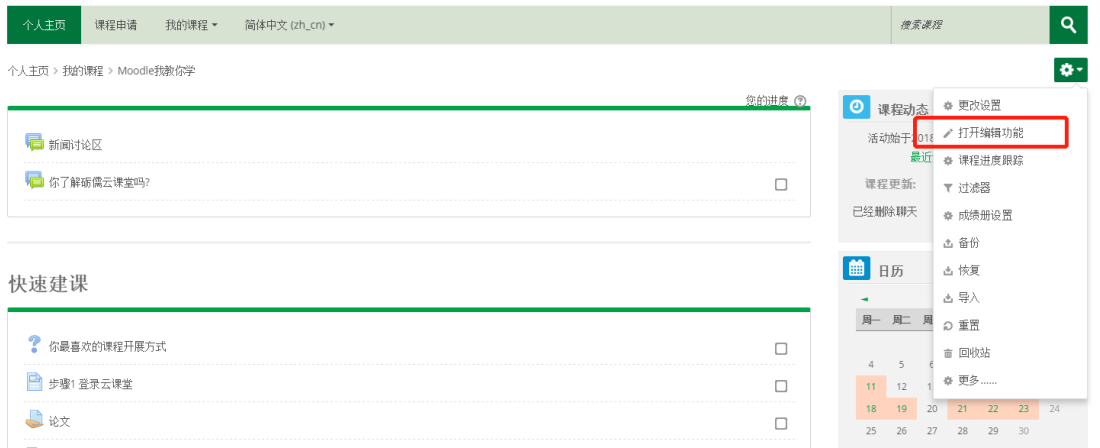 个人主页 课程申请 我的课程 简体中文 (zh_cn) 搜索课程
个人主页 > 我的课程 > Moodle我教你学
您的进度
新闻讨论区
你了解砺儒云课堂吗?
快速建课
你最喜欢的课程开展方式
步骤1 登录云课堂
论文
课程动态
活动始于2018
最近
课程更新:
已经删除聊天
日历
周一 周二 周
4 5 6
11 12 1
18 19 20 21 22 23 24
25 26 27 28 29 30
更改设置
打开编辑功能
课程进度跟踪
过滤器
成绩册设置
备份
恢复
导入
重置
回收站
更多......